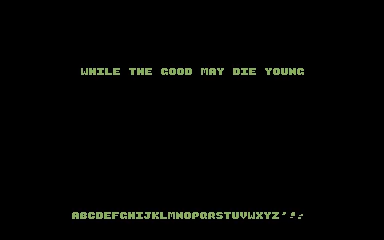 WHILE THE GOOD MAY DIE YOUNG
ABCDEFGHIJKLMNOPQRSTUVWXYZ'!;